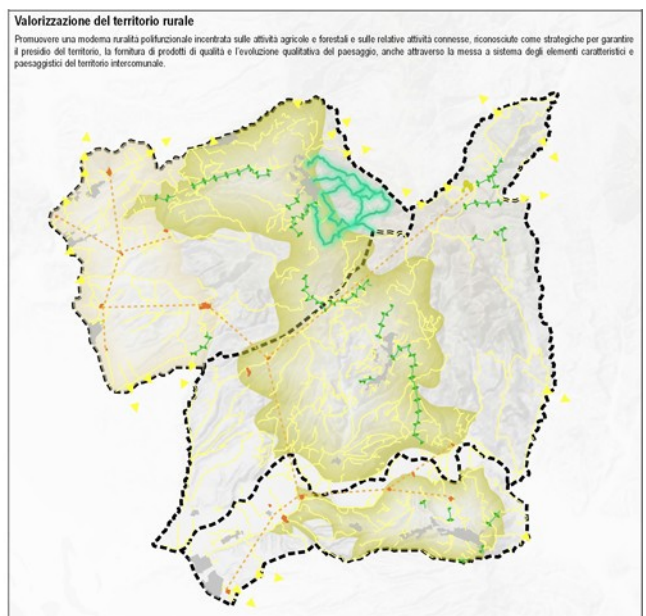 Valorizzazione del territorio rurale
Promuovere una moderna ruralità polifunzionale incentrata sulle attività agricole e forestali e sulle relative attività connesse, riconosciute come strategiche per garantire
il presidio del territorio, la fornitura di prodotti di qualità e l'evoluzione qualitativa del paesaggio, anche attraverso la messa a sistema degli elementi caratteristici e
paesaggistici del territorio intercomunale.